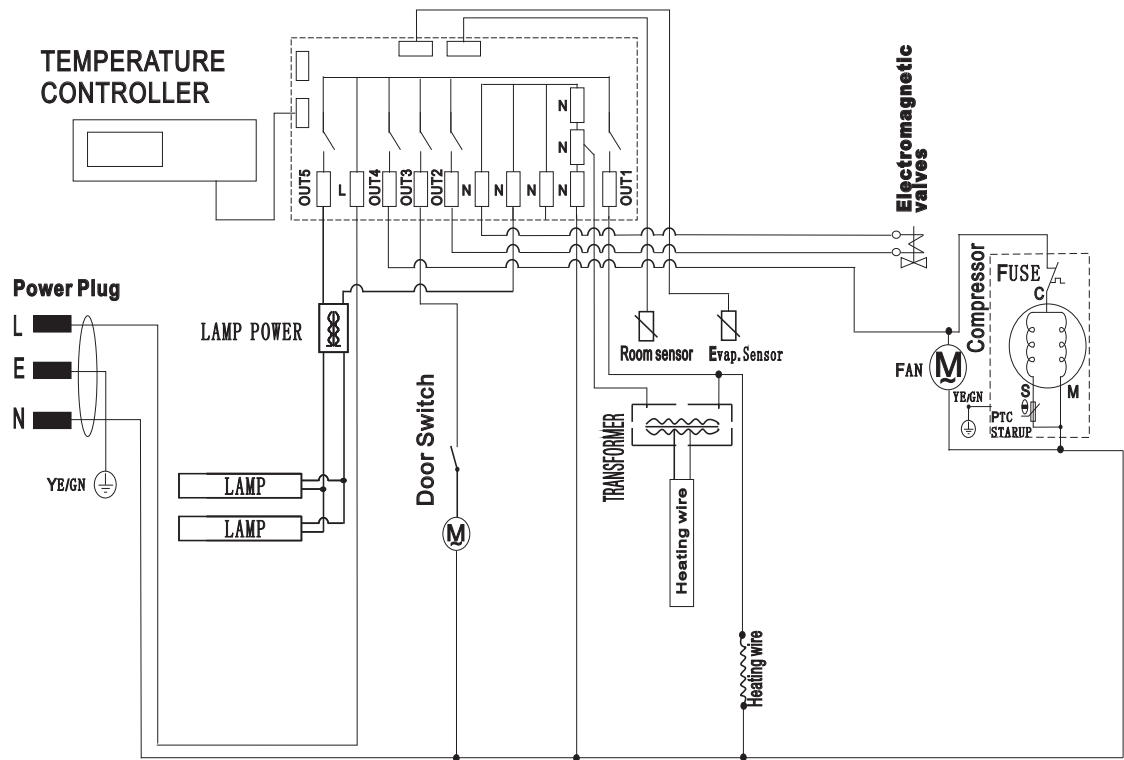 TEMPERATURE
CONTROLLER
OUT5
L
OUT4
OUT3
OUT2
N
N
N
N
N
N
OUT1
Electromagnetic
valves
Power Plug
L
E
N
YE/GN
LAMP POWER
LAMP
LAMP
Door Switch
M
~
Room sensor
Evap.Sensor
TRANSFORMER
Heating wire
Heating wire
FAN
M
~
Compressor
FUSE
C
S
M
YE/GN
PTC
STARUP